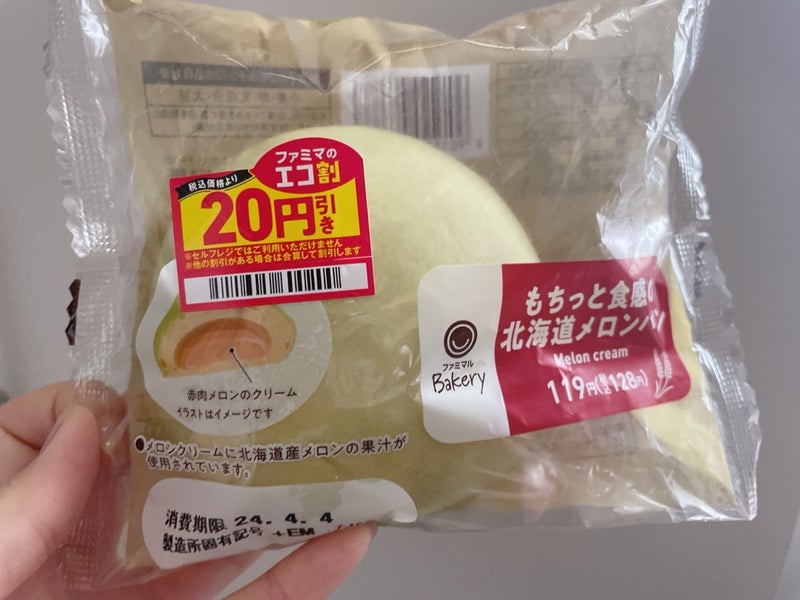 ファミマの
エコ割
税込価格より
20円引き
※セルフレジではご利用いただけません
※他の割引がある場合は合算して割引します
もちっと食感の
北海道メロンパン
Melon cream
119円(税込128円)
ファミマル
Bakery
赤肉メロンのクリーム
イラストはイメージです
●メロンクリームに北海道産メロンの果汁が
使用されています。
消費期限 24. 4. 4
製造所固有記号 +EM